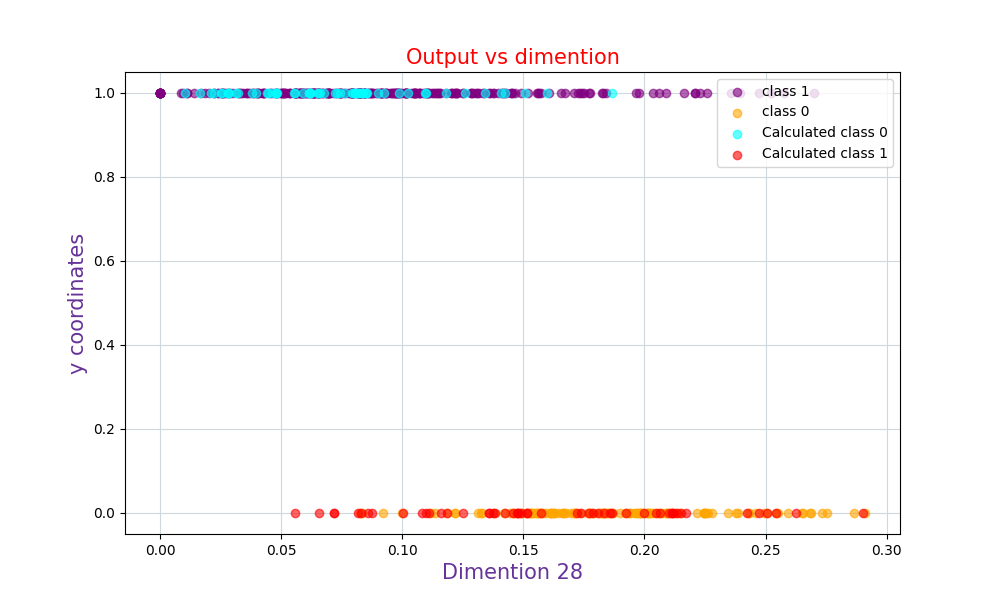 Output vs dimention
class 1
class 0
Calculated class 0
Calculated class 1
y coordinates
1.0
0.8
0.6
0.4
0.2
0.0
0.00 0.05 0.10 0.15 0.20 0.25 0.30
Dimention 28